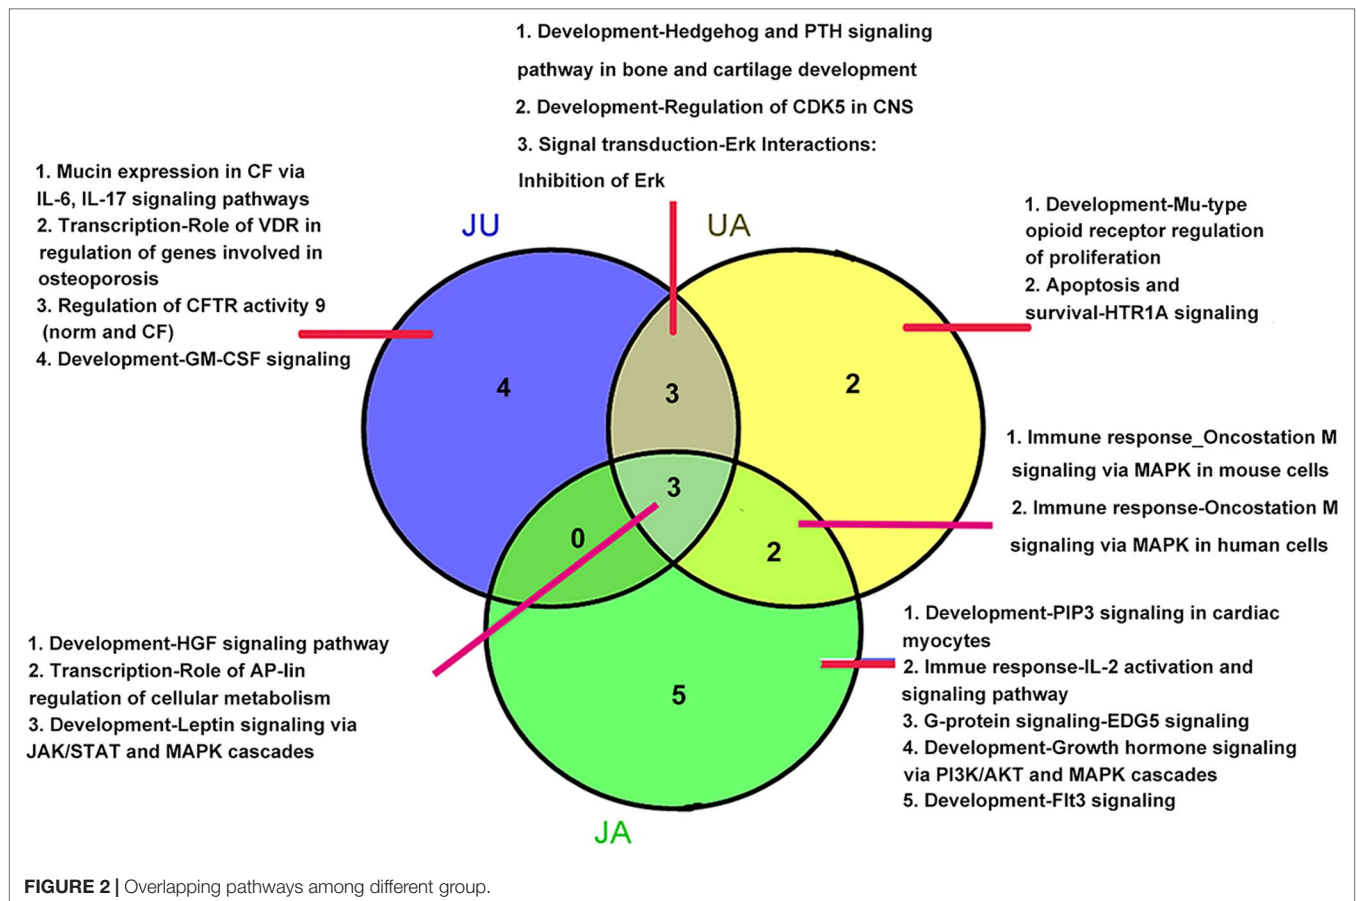 1. Development-Hedgehog and PTH signaling
pathway in bone and cartilage development
2. Development-Regulation of CDK5 in CNS
3. Signal transduction-Erk Interactions:
Inhibition of Erk
1. Mucin expression in CF via
IL-6, IL-17 signaling pathways
2. Transcription-Role of VDR in
regulation of genes involved in
osteoporosis
3. Regulation of CFTR activity 9
(norm and CF)
4. Development-GM-CSF signaling
JU
UA
1. Development-Mu-type
opioid receptor regulation
of proliferation
2. Apoptosis and
survival-HTR1A signaling
4
3
2
3
0
2
5
1. Immune response_Oncostation M
signaling via MAPK in mouse cells
2. Immune response-Oncostation M
signaling via MAPK in human cells
1. Development-HGF signaling pathway
2. Transcription-Role of AP-lin
regulation of cellular metabolism
3. Development-Leptin signaling via
JAK/STAT and MAPK cascades
1. Development-PIP3 signaling in cardiac
myocytes
2. Immue response-IL-2 activation and
signaling pathway
3. G-protein signaling-EDG5 signaling
4. Development-Growth hormone signaling
via PI3K/AKT and MAPK cascades
5. Development-Flt3 signaling
JA
FIGURE 2 | Overlapping pathways among different group.